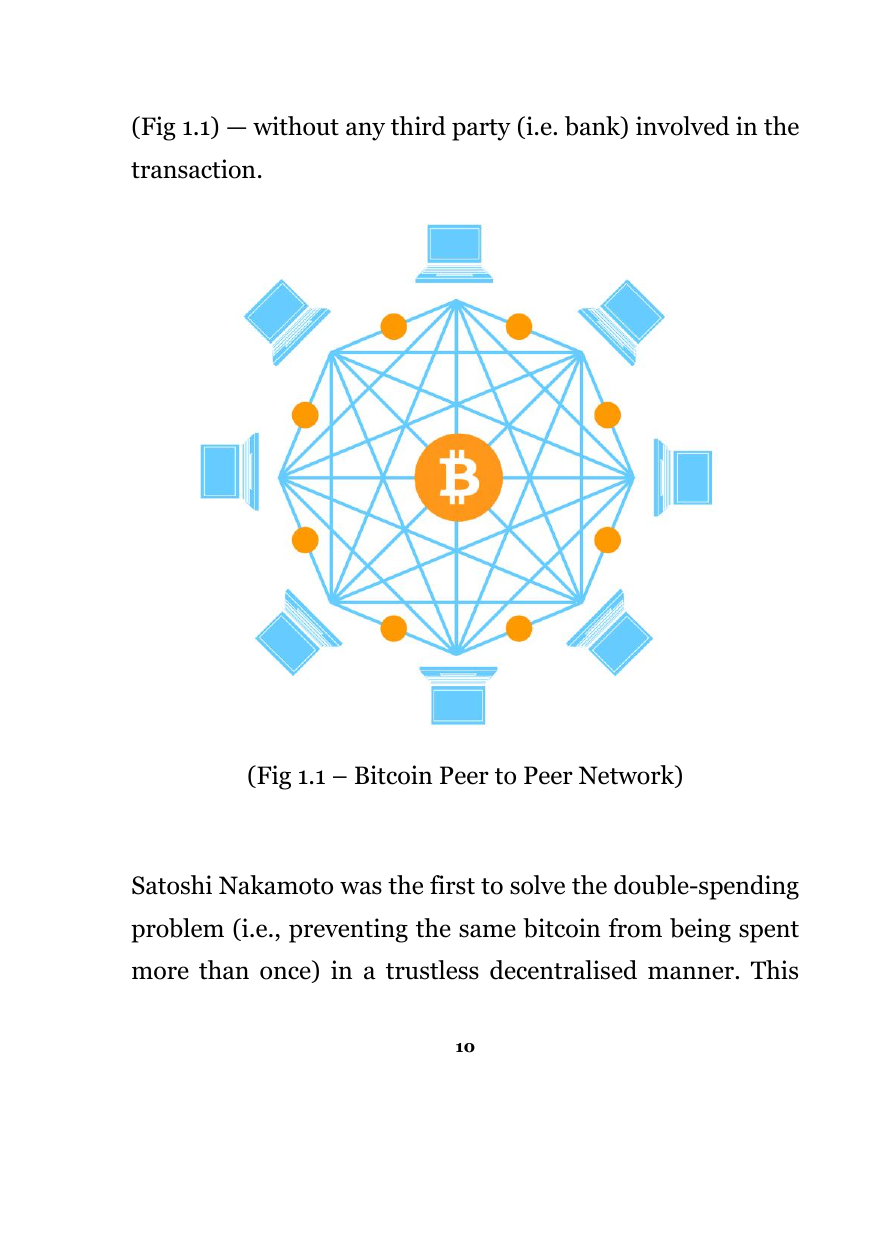 (Fig 1.1) — without any third party (i.e. bank) involved in the
transaction.
(Fig 1.1 – Bitcoin Peer to Peer Network)
Satoshi Nakamoto was the first to solve the double-spending
problem (i.e., preventing the same bitcoin from being spent
more than once) in a trustless decentralised manner. This
10